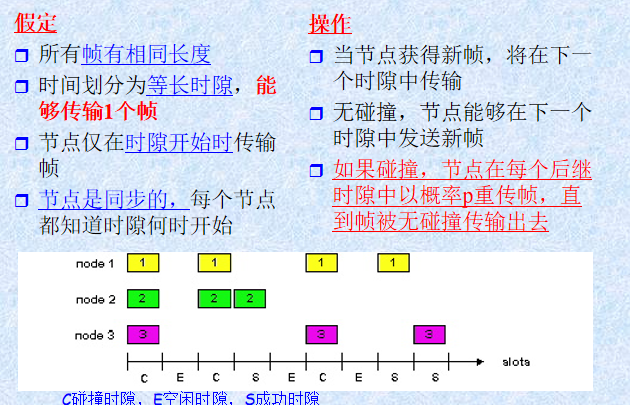 假定
所有帧有相同长度
时间划分为等长时隙，能
够传输1个帧
节点仅在时隙开始时传输
帧
节点是同步的，每个节点
都知道时隙何时开始
操作
当节点获得新帧，将在下一
个时隙中传输
无碰撞，节点能够在下一个
时隙中发送新帧
如果碰撞，节点在每个后继
时隙中以概率p重传帧，直
到帧被无碰撞传输出去
node 1 1 1 1 1
node 2 2 2 2
node 3 3 3 3
slots
C E C S E C E S S
C碰撞时隙，E空闲时隙，S成功时隙